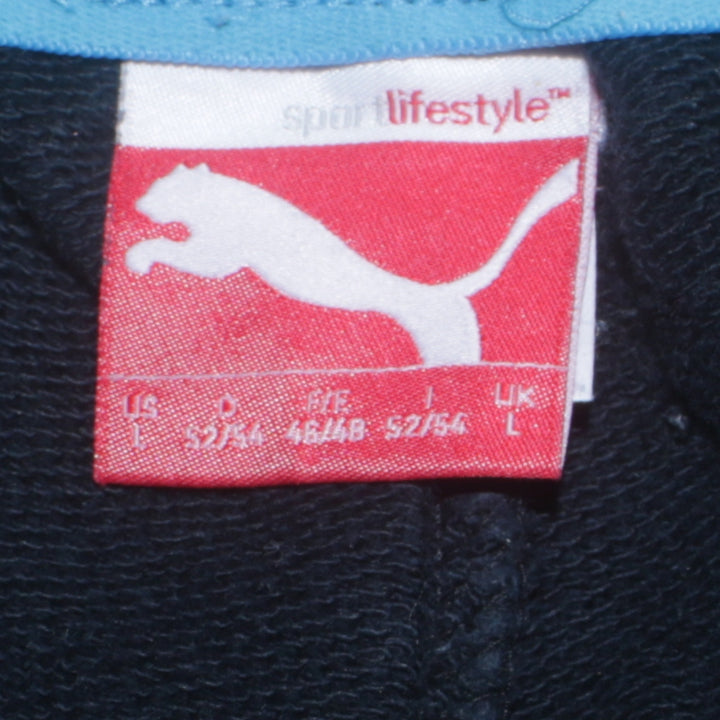 sportlifestyle™
US D F/E I UK
L 52/54 46/48 52/54 L